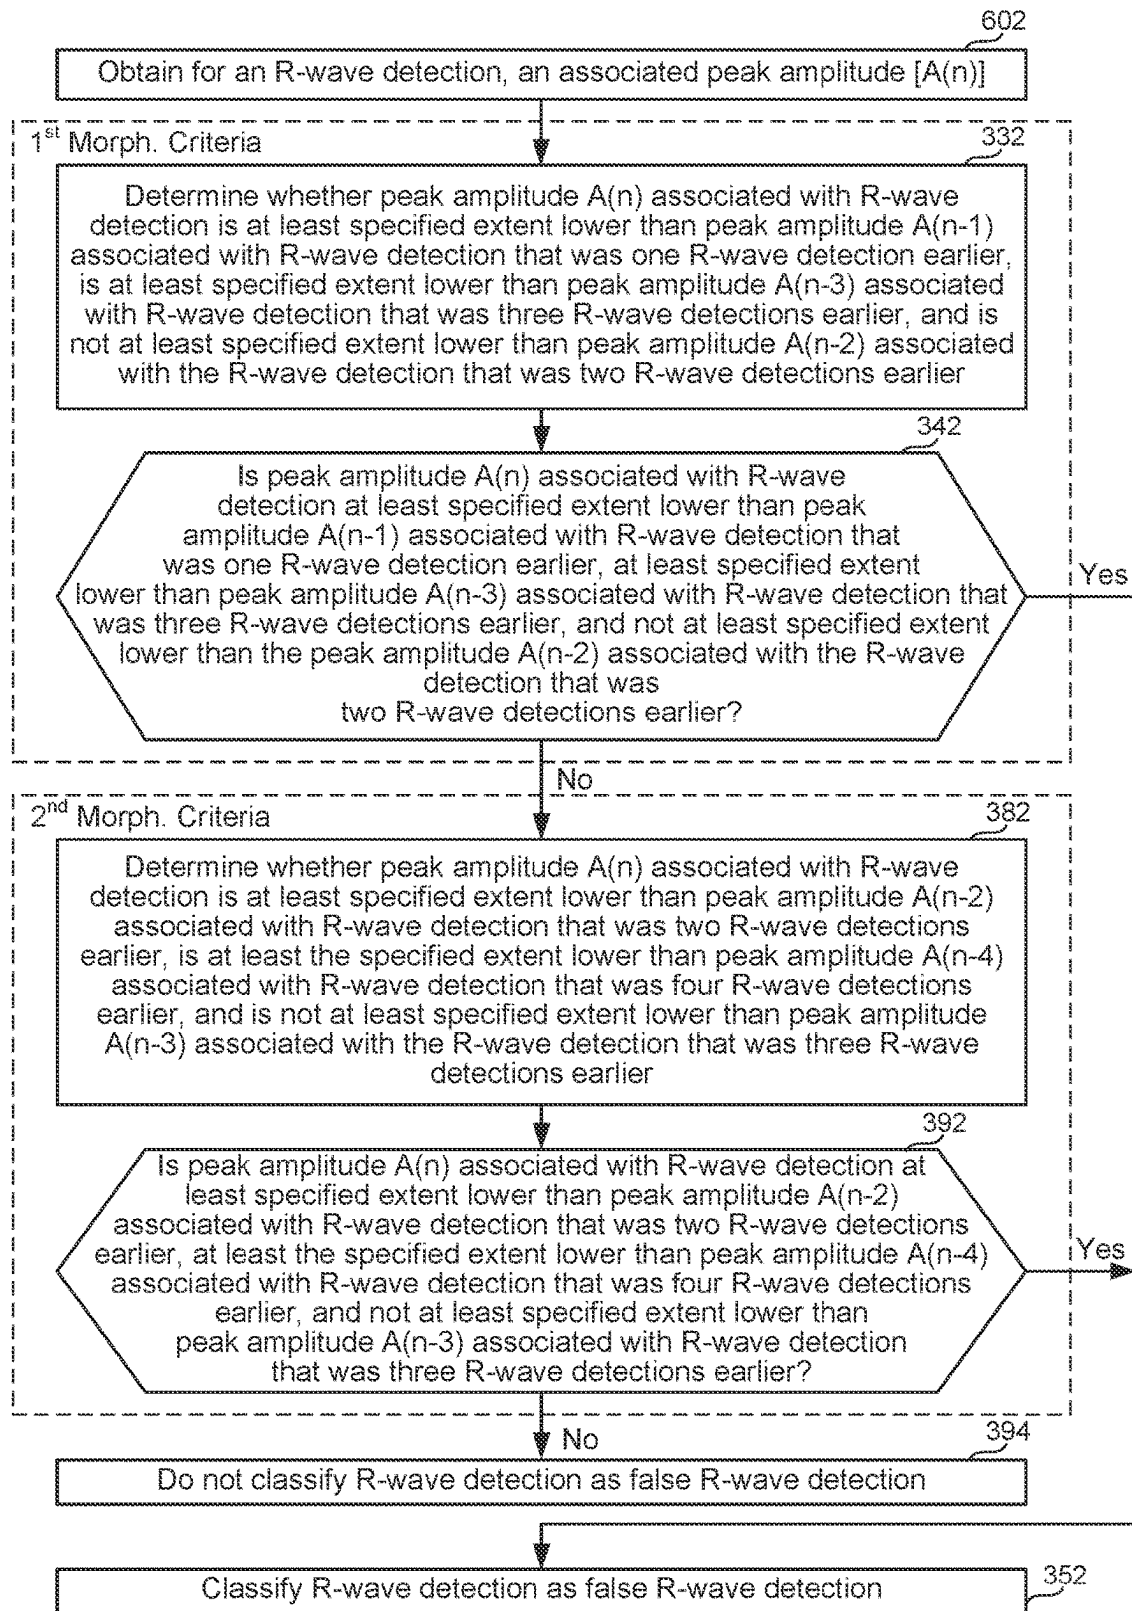 602
Obtain for an R-wave detection, an associated peak amplitude [A(n)]
1st Morph. Criteria
332
Determine whether peak amplitude A(n) associated with R-wave
detection is at least specified extent lower than peak amplitude A(n-1)
associated with R-wave detection that was one R-wave detection earlier,
is at least specified extent lower than peak amplitude A(n-3) associated
with R-wave detection that was three R-wave detections earlier, and is
not at least specified extent lower than peak amplitude A(n-2) associated
with the R-wave detection that was two R-wave detections earlier
342
Is peak amplitude A(n) associated with R-wave
detection at least specified extent lower than peak
amplitude A(n-1) associated with R-wave detection that
was one R-wave detection earlier, at least specified extent
lower than peak amplitude A(n-3) associated with R-wave detection that
was three R-wave detections earlier, and not at least specified extent
lower than the peak amplitude A(n-2) associated with the R-wave
detection that was
two R-wave detections earlier?
Yes
No
2nd Morph. Criteria
382
Determine whether peak amplitude A(n) associated with R-wave
detection is at least specified extent lower than peak amplitude A(n-2)
associated with R-wave detection that was two R-wave detections
earlier, is at least the specified extent lower than peak amplitude A(n-4)
associated with R-wave detection that was four R-wave detections
earlier, and is not at least specified extent lower than peak amplitude
A(n-3) associated with the R-wave detection that was three R-wave
detections earlier
392
Is peak amplitude A(n) associated with R-wave detection at
least specified extent lower than peak amplitude A(n-2)
associated with R-wave detection that was two R-wave detections
earlier, at least the specified extent lower than peak amplitude A(n-4)
associated with R-wave detection that was four R-wave detections
earlier, and not at least specified extent lower than
peak amplitude A(n-3) associated with R-wave detection
that was three R-wave detections earlier?
Yes
No
394
Do not classify R-wave detection as false R-wave detection
Classify R-wave detection as false R-wave detection
352